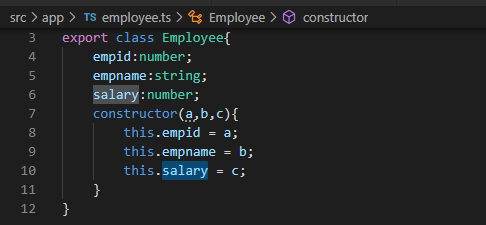 src > app > TS employee.ts > Employee > constructor
3 export class Employee{
4 empid:number;
5 empname:string;
6 salary:number;
7 constructor(a,b,c){
8 this.empid = a;
9 this.empname = b;
10 this.salary = c;
11 }
12 }